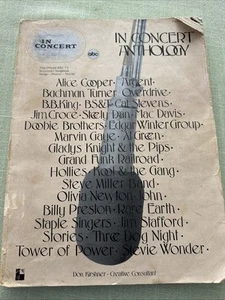 IN CONCERT
ANTHOLOGY
IN
CONCERT
abc
Alice Cooper · Argent ·
Bachman Turner Overdrive ·
B.B.King · BS&T · Cat Stevens ·
Jim Croce · Skeets Dunn · Mac Davis ·
Doobie Brothers · Edgar Winter Group ·
Marvin Gaye · Al Green ·
Gladys Knight & the Pips ·
Grand Funk Railroad ·
Hollies · Kool & the Gang ·
Steve Miller Band ·
Olivia Newton John ·
Billy Preston · Rare Earth ·
Staple Singers · Jim Stafford ·
Stories · Three Dog Night ·
Tower of Power · Stevie Wonder ·
Don Kirshner · Creative Consultant